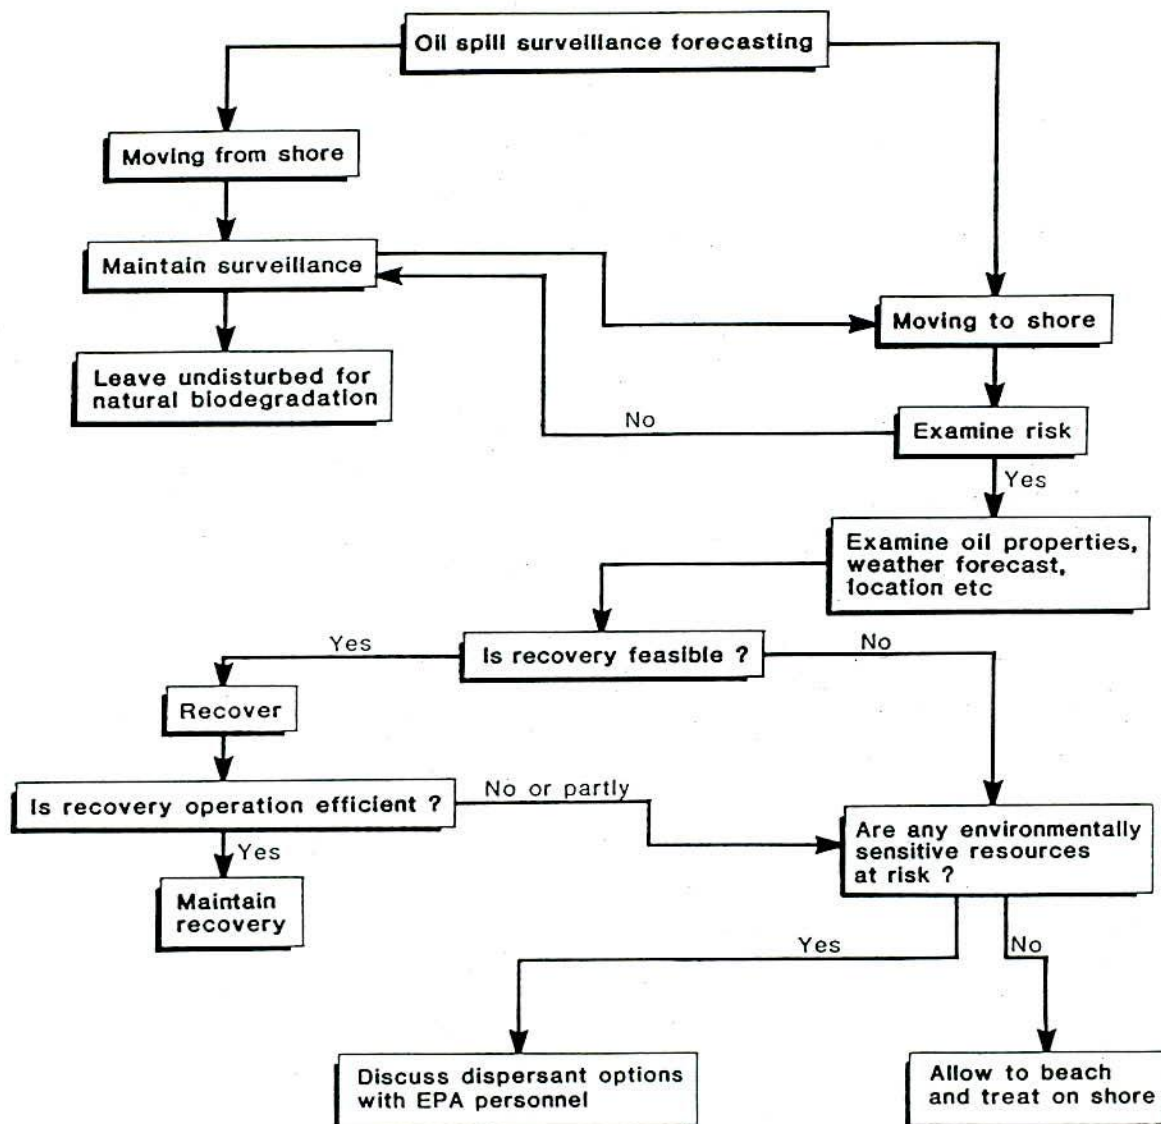 Oil spill surveillance forecasting
Moving from shore
Maintain surveillance
Moving to shore
Leave undisturbed for
natural biodegradation
No
Examine risk
Yes
Examine oil properties,
weather forecast,
location etc
Yes
Is recovery feasible ?
No
Recover
Is recovery operation efficient ?
No or partly
Are any environmentally
sensitive resources
at risk ?
Yes
Maintain
recovery
Yes
No
Discuss dispersant options
with EPA personnel
Allow to beach
and treat on shore